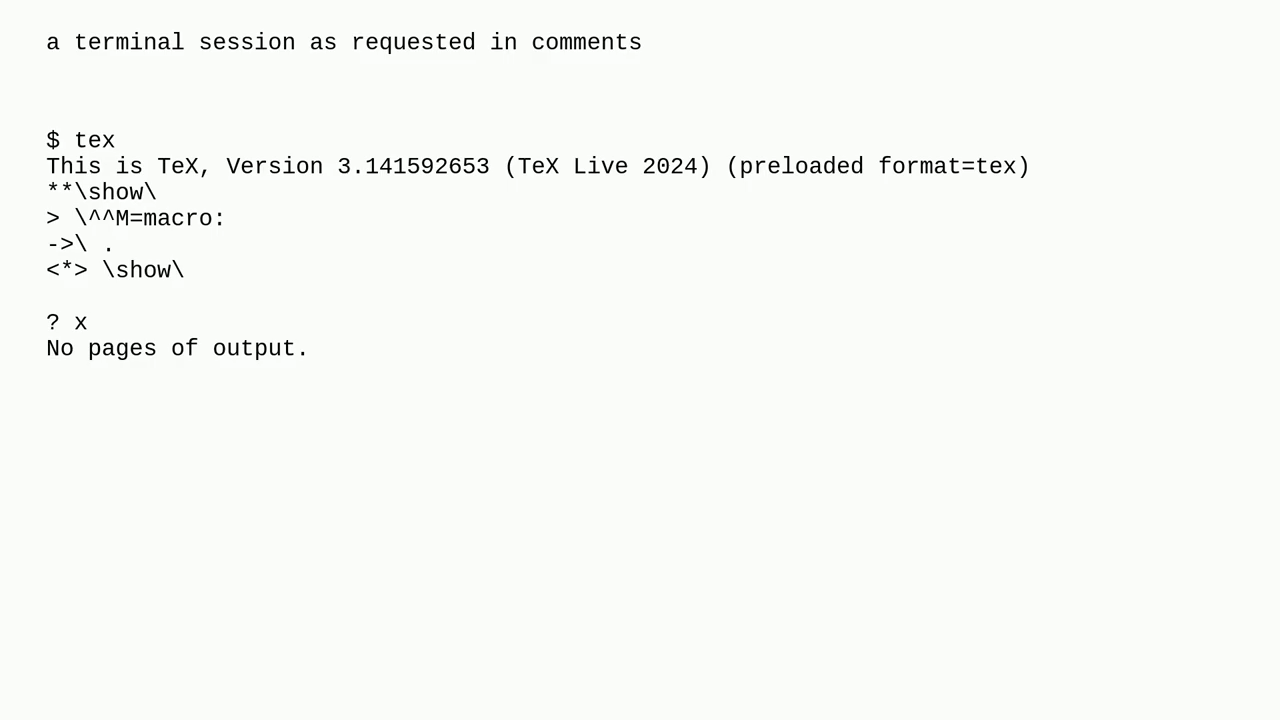 a terminal session as requested in comments
$ tex
This is TeX, Version 3.141592653 (TeX Live 2024) (preloaded format=tex)
**\show\
> \^^M=macro:
->\ .
<*> \show\
? x
No pages of output.